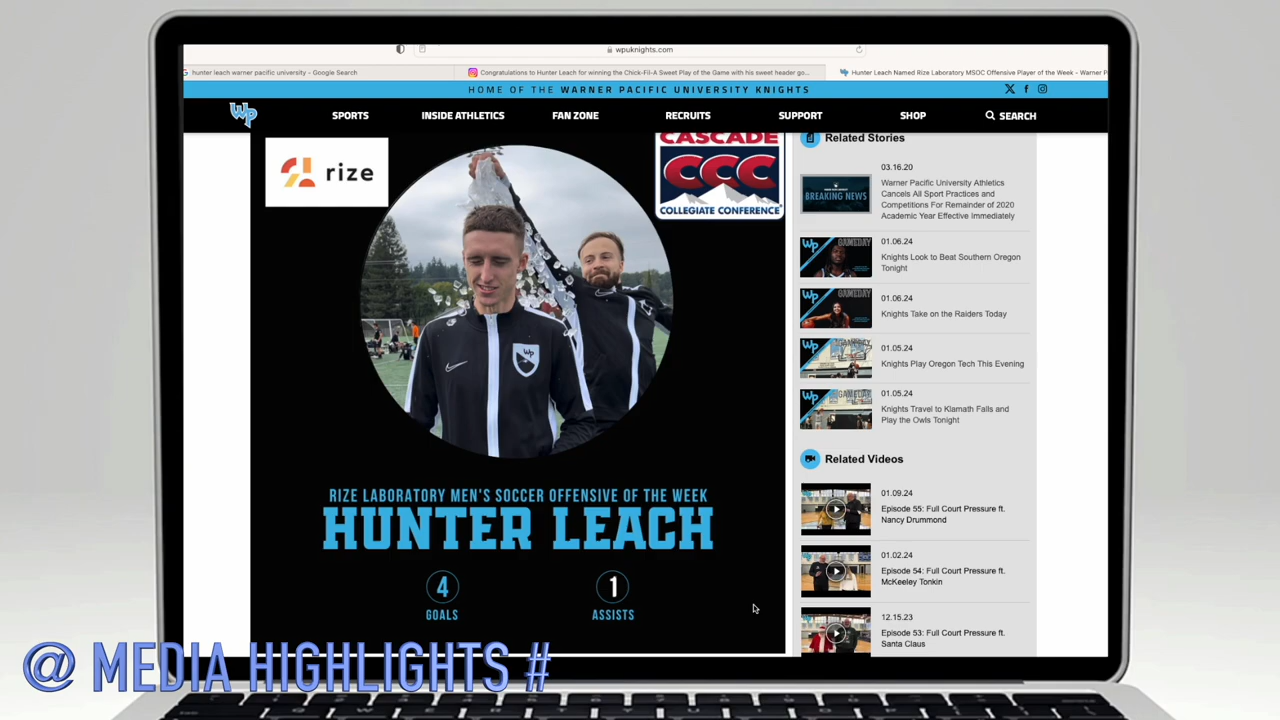 wpuknights.com
hunter leach warner pacific university - Google Search
Congratulations to Hunter Leach for winning the Chick-Fil-A Sweet Play of the Game with his sweet header go...
Hunter Leach Named Rize Laboratory MSOC Offensive Player of the Week - Warner P
HOME OF THE WARNER PACIFIC UNIVERSITY KNIGHTS
WP
SPORTS
INSIDE ATHLETICS
FAN ZONE
RECRUITS
SUPPORT
SHOP
SEARCH
rize
CASCADE
CCC
COLLEGIATE CONFERENCE
WP
RIZE LABORATORY MEN'S SOCCER OFFENSIVE OF THE WEEK
HUNTER LEACH
4
GOALS
1
ASSISTS
Related Stories
BREAKING NEWS
03.16.20
Warner Pacific University Athletics
Cancels All Sport Practices and
Competitions For Remainder of 2020
Academic Year Effective Immediately
WP GAMEDAY
01.06.24
Knights Look to Beat Southern Oregon
Tonight
WP GAMEDAY
01.06.24
Knights Take on the Raiders Today
WP GAMEDAY
01.05.24
Knights Play Oregon Tech This Evening
WP GAMEDAY
01.05.24
Knights Travel to Klamath Falls and
Play the Owls Tonight
Related Videos
01.09.24
Episode 55: Full Court Pressure ft.
Nancy Drummond
01.02.24
Episode 54: Full Court Pressure ft.
McKeeley Tonkin
12.15.23
Episode 53: Full Court Pressure ft.
Santa Claus
@ MEDIA HIGHLIGHTS #